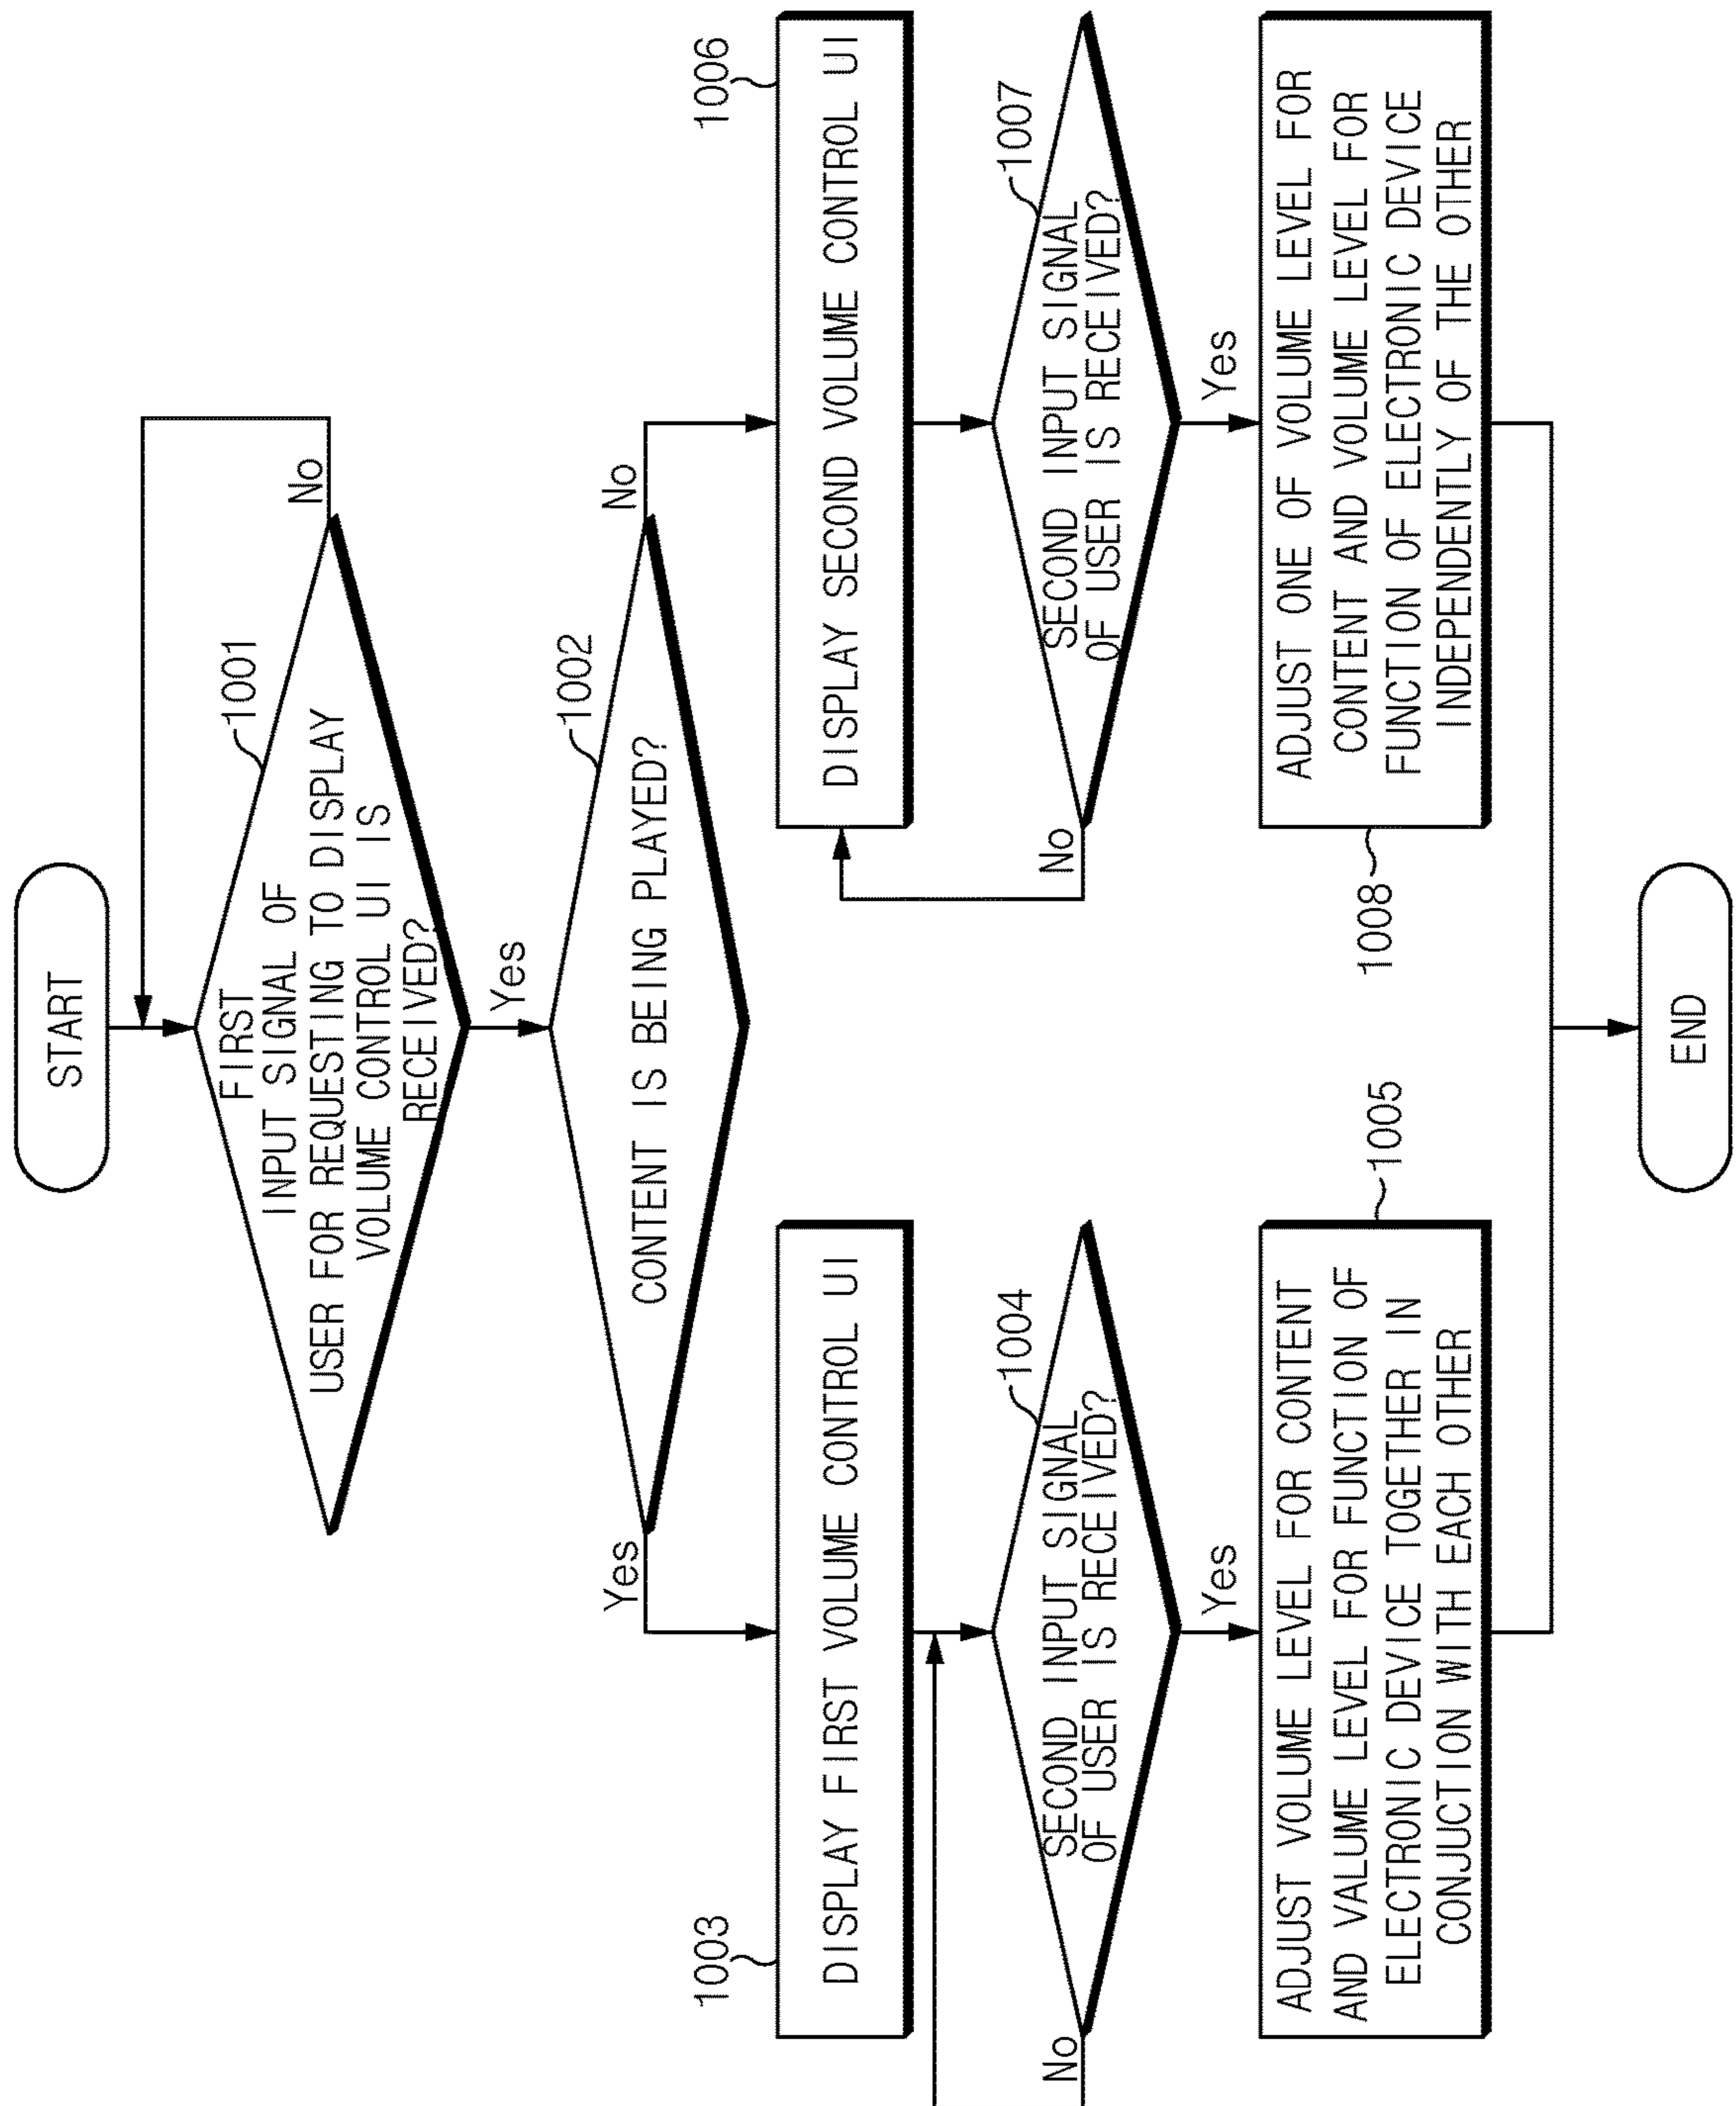 START
1001
FIRST
INPUT SIGNAL OF
USER FOR REQUESTING TO DISPLAY
VOLUME CONTROL UI IS
RECEIVED?
No
Yes
1002
CONTENT IS BEING PLAYED?
Yes
No
1003
DISPLAY FIRST VOLUME CONTROL UI
1004
SECOND INPUT SIGNAL
OF USER IS RECEIVED?
No
Yes
ADJUST VOLUME LEVEL FOR CONTENT
AND VALUME LEVEL FOR FUNCTION OF
ELECTRONIC DEVICE TOGETHER IN
CONJUCTION WITH EACH OTHER
1005
1006
DISPLAY SECOND VOLUME CONTROL UI
1007
SECOND INPUT SIGNAL
OF USER IS RECEIVED?
No
Yes
ADJUST ONE OF VOLUME LEVEL FOR
CONTENT AND VOLUME LEVEL FOR
FUNCTION OF ELECTRONIC DEVICE
INDEPENDENTLY OF THE OTHER
1008
END